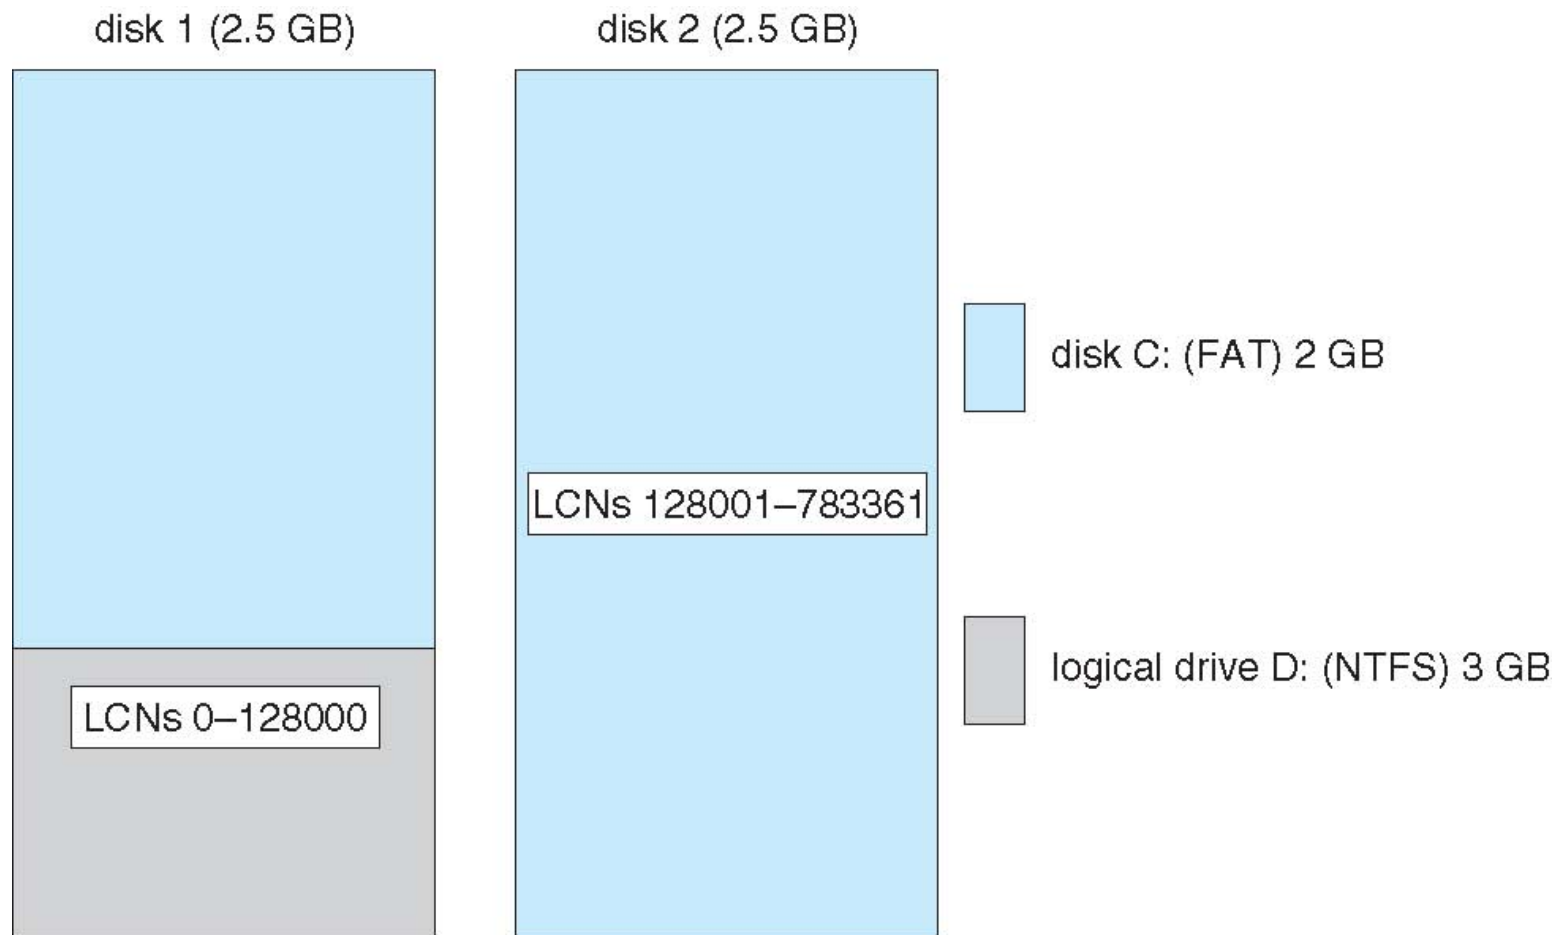 disk 1 (2.5 GB)
disk 2 (2.5 GB)
disk C: (FAT) 2 GB
LCNs 128001–783361
logical drive D: (NTFS) 3 GB
LCNs 0–128000